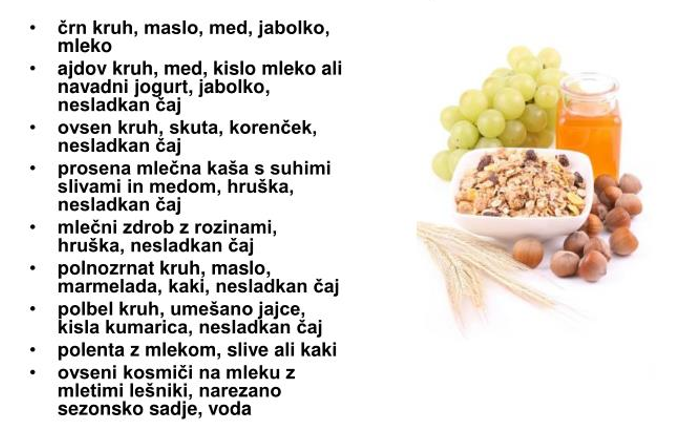 • črn kruh, maslo, med, jabolko,
mleko
• ajdov kruh, med, kislo mleko ali
navadni jogurt, jabolko,
nesladkan čaj
• ovsen kruh, skuta, korenček,
nesladkan čaj
• prosena mlečna kaša s suhimi
slivami in medom, hruška,
nesladkan čaj
• mlečni zdrob z rozinami,
hruška, nesladkan čaj
• polnozrnat kruh, maslo,
marmelada, kaki, nesladkan čaj
• polbel kruh, umešano jajce,
kisla kumarica, nesladkan čaj
• polenta z mlekom, slive ali kaki
• ovseni kosmiči na mleku z
mletimi lešniki, narezano
sezonsko sadje, voda